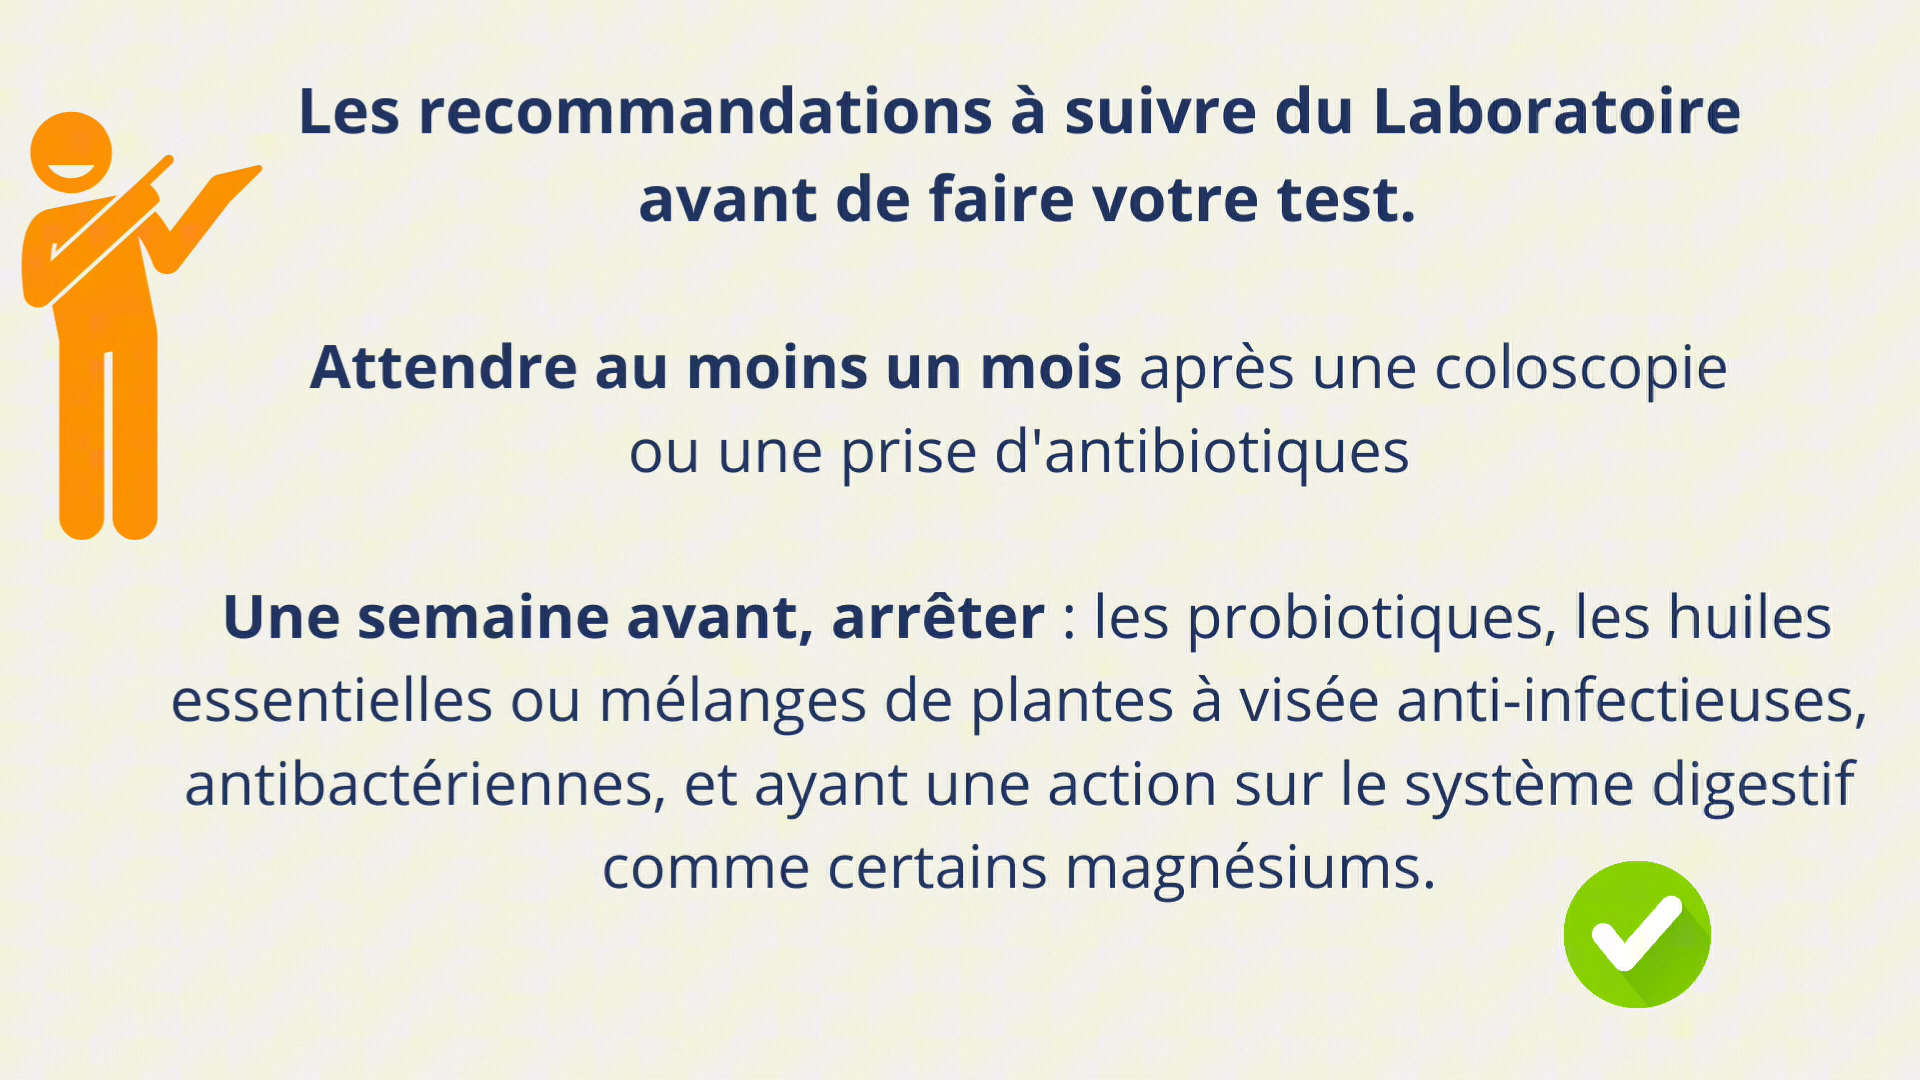 Les recommandations à suivre du Laboratoire
avant de faire votre test.
Attendre au moins un mois après une coloscopie
ou une prise d'antibiotiques
Une semaine avant, arrêter : les probiotiques, les huiles
essentielles ou mélanges de plantes à visée anti-infectieuses,
antibactériennes, et ayant une action sur le système digestif
comme certains magnésiums.